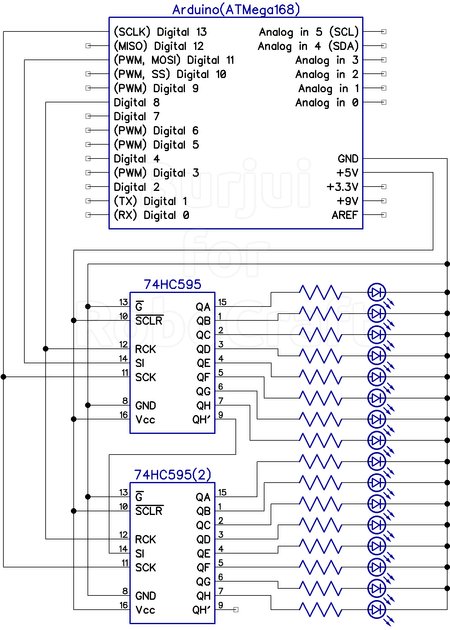 Arduino(ATMega168)
(SCLK) Digital 13 Analog in 5 (SCL)
(MISO) Digital 12 Analog in 4 (SDA)
(PWM, MOSI) Digital 11 Analog in 3
(PWM, SS) Digital 10 Analog in 2
(PWM) Digital 9 Analog in 1
Digital 8 Analog in 0
Digital 7
(PWM) Digital 6
(PWM) Digital 5
Digital 4 GND
(PWM) Digital 3 +5V
Digital 2 +3.3V
(TX) Digital 1 +9V
(RX) Digital 0 AREF
Surjui
for
74HC595
13 G QA 15
10 SCLR QB 1
QC 2
12 RCK QD 3
14 SI QE 4
11 SCK QF 5
QG 6
8 GND QH 7
16 Vcc QH' 9
74HC595(2)
13 G QA 15
10 SCLR QB 1
QC 2
12 RCK QD 3
14 SI QE 4
11 SCK QF 5
QG 6
8 GND QH 7
16 Vcc QH' 9